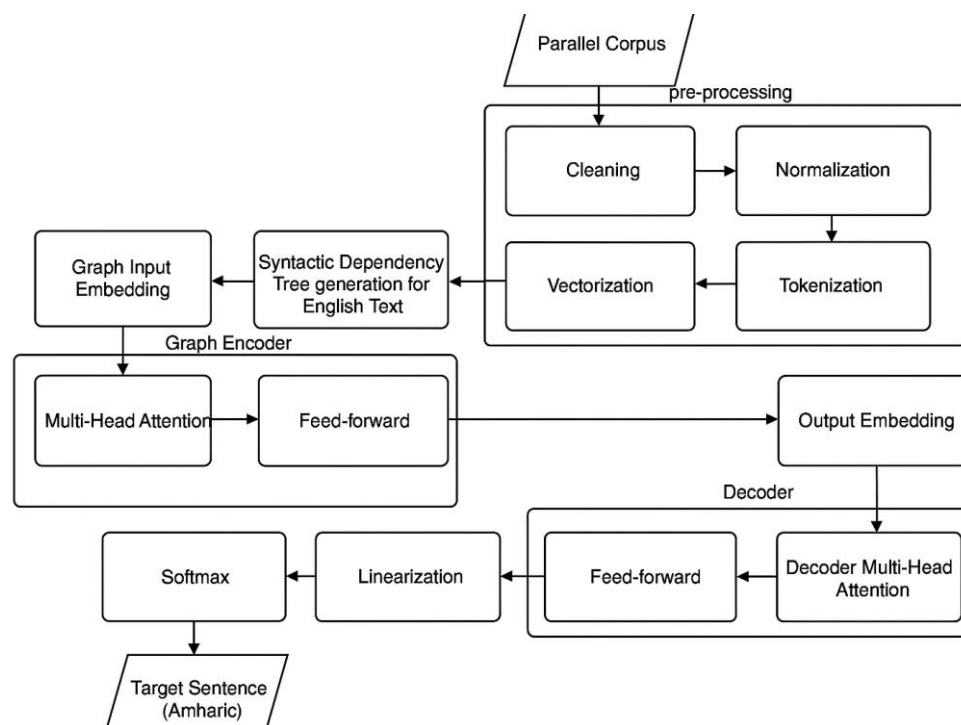 Parallel Corpus
pre-processing
Cleaning
Normalization
Graph Input
Embedding
Syntactic Dependency
Tree generation for
English Text
Vectorization
Tokenization
Graph Encoder
Multi-Head Attention
Feed-forward
Output Embedding
Decoder
Softmax
Linearization
Feed-forward
Decoder Multi-Head
Attention
Target Sentence
(Amharic)